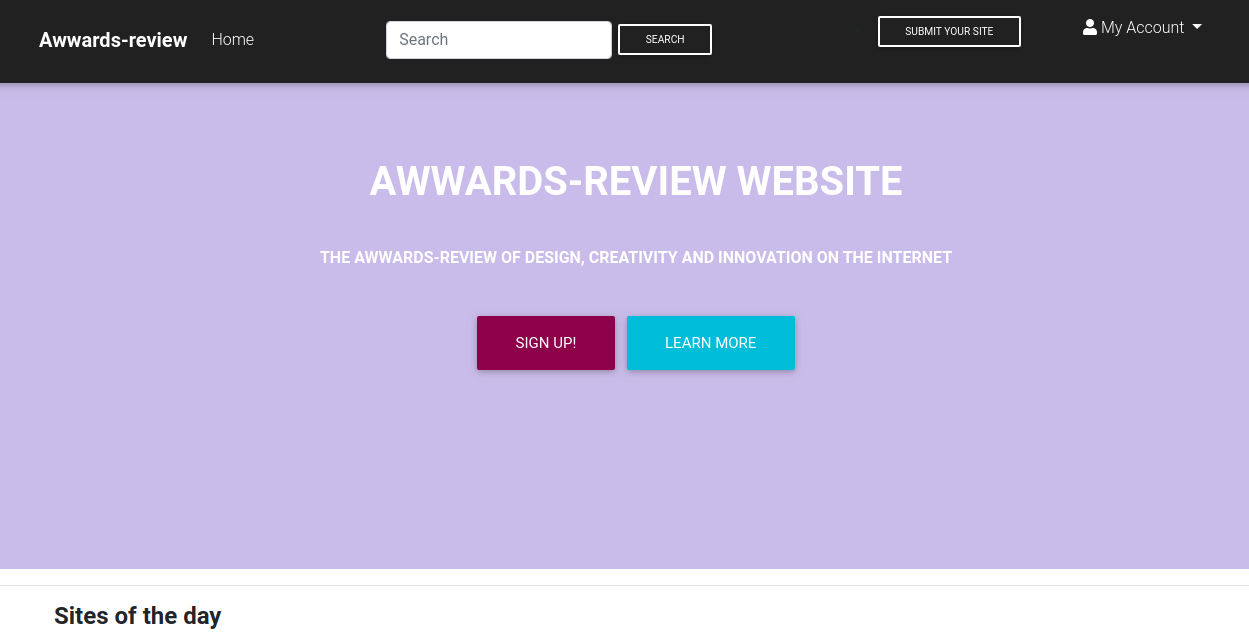 Awwards-review Home Search SEARCH SUBMIT YOUR SITE My Account
AWWARDS-REVIEW WEBSITE
THE AWWARDS-REVIEW OF DESIGN, CREATIVITY AND INNOVATION ON THE INTERNET
SIGN UP! LEARN MORE
Sites of the day